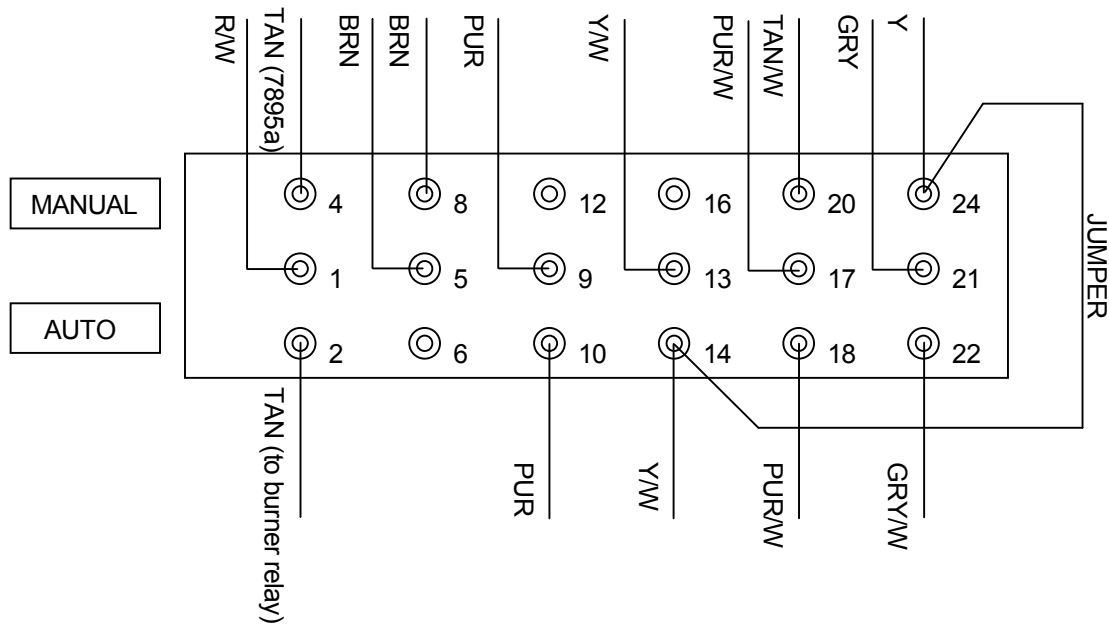 R/W
TAN (7895a)
BRN
BRN
PUR
Y/W
PUR/W
TAN/W
GRY
Y
MANUAL
4
8
12
16
20
24
1
5
9
13
17
21
JUMPER
AUTO
2
6
10
14
18
22
TAN (to burner relay)
PUR
Y/W
PUR/W
GRY/W